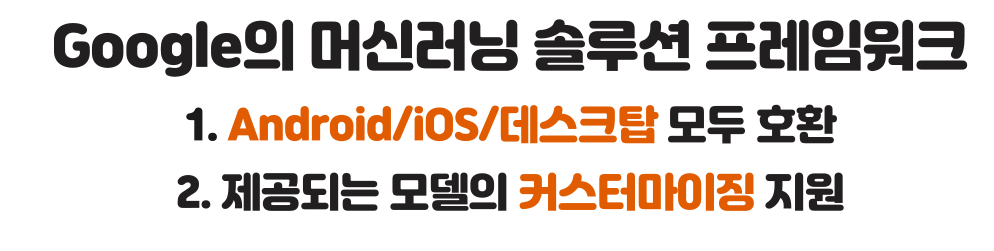 Google의 머신러닝 솔루션 프레임워크
1. Android/iOS/데스크탑 모두 호환
2. 제공되는 모델의 커스터마이징 지원